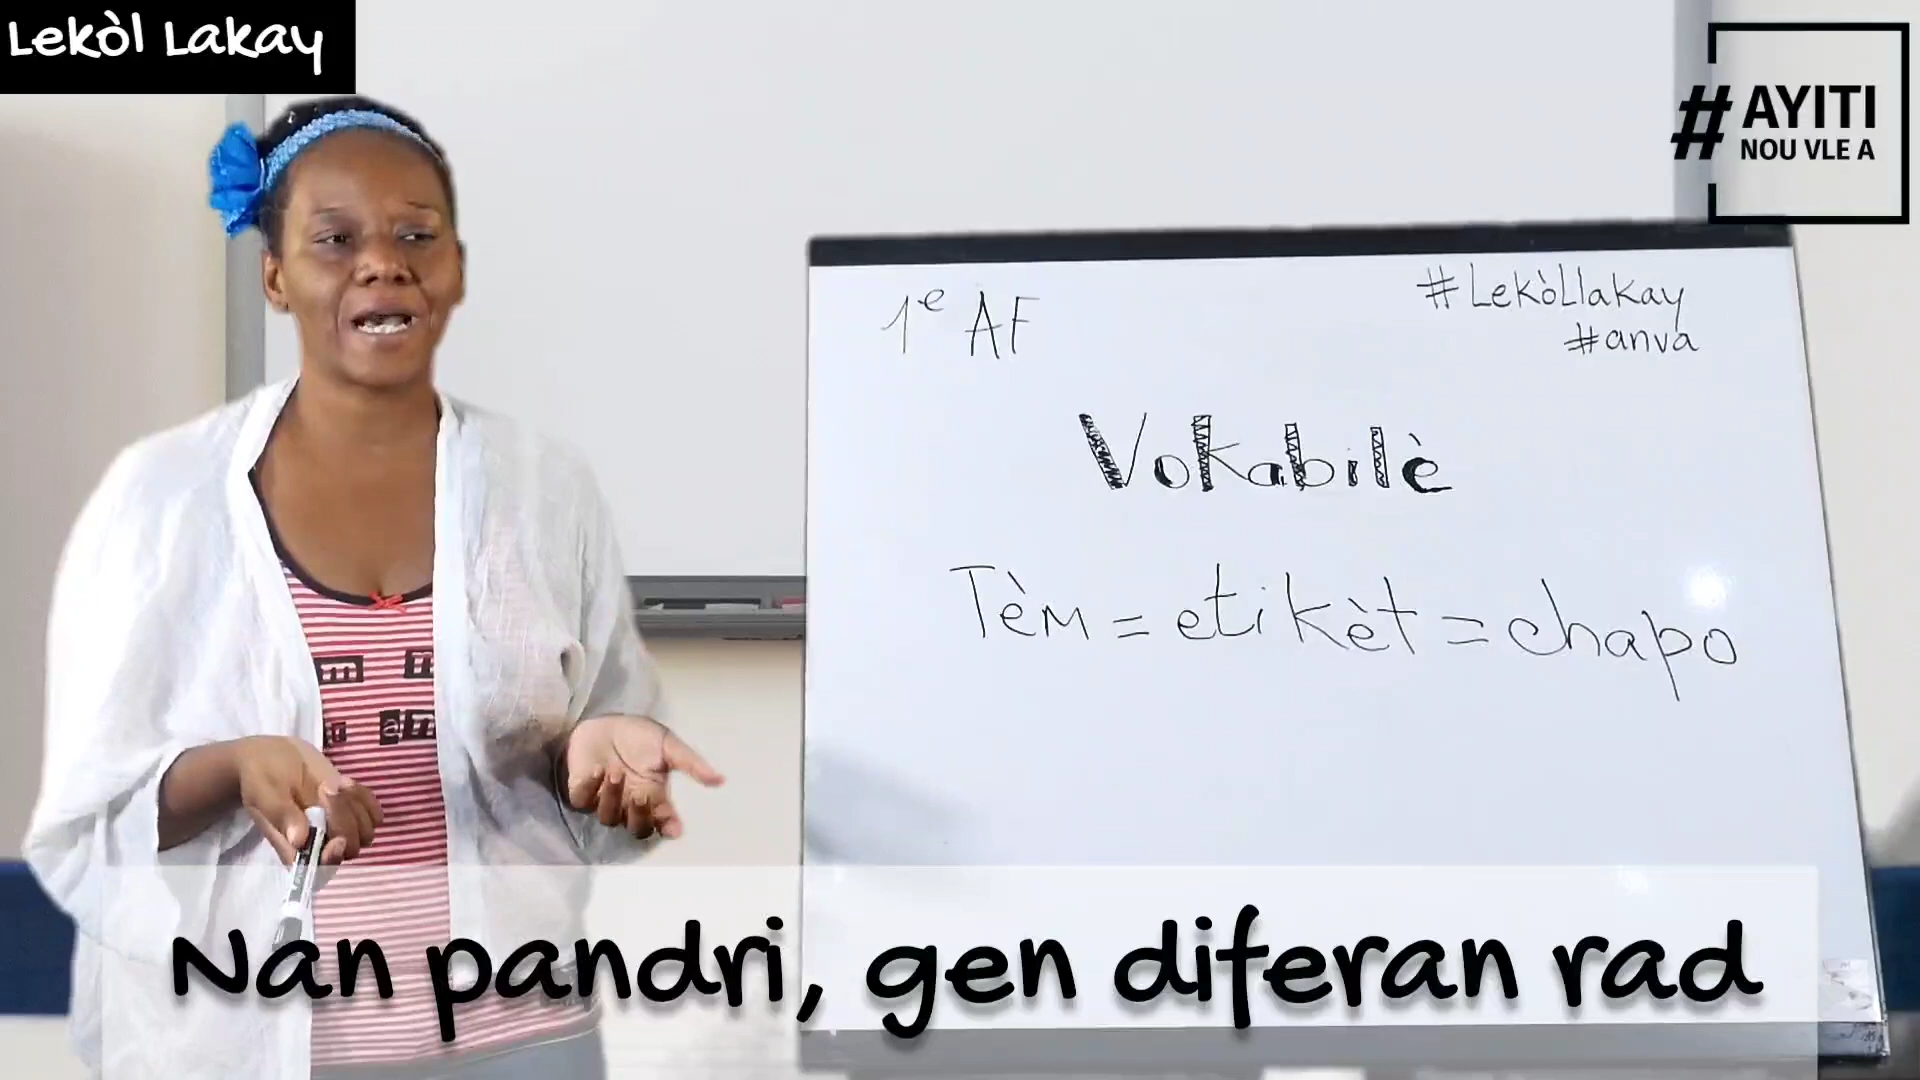 Lekòl Lakay
# AYITI
NOU VLE A
1e AF
#LekòLlakay
#anva
Vokabilè
Tèm = etikèt = chapo
Nan pandri, gen diferan rad